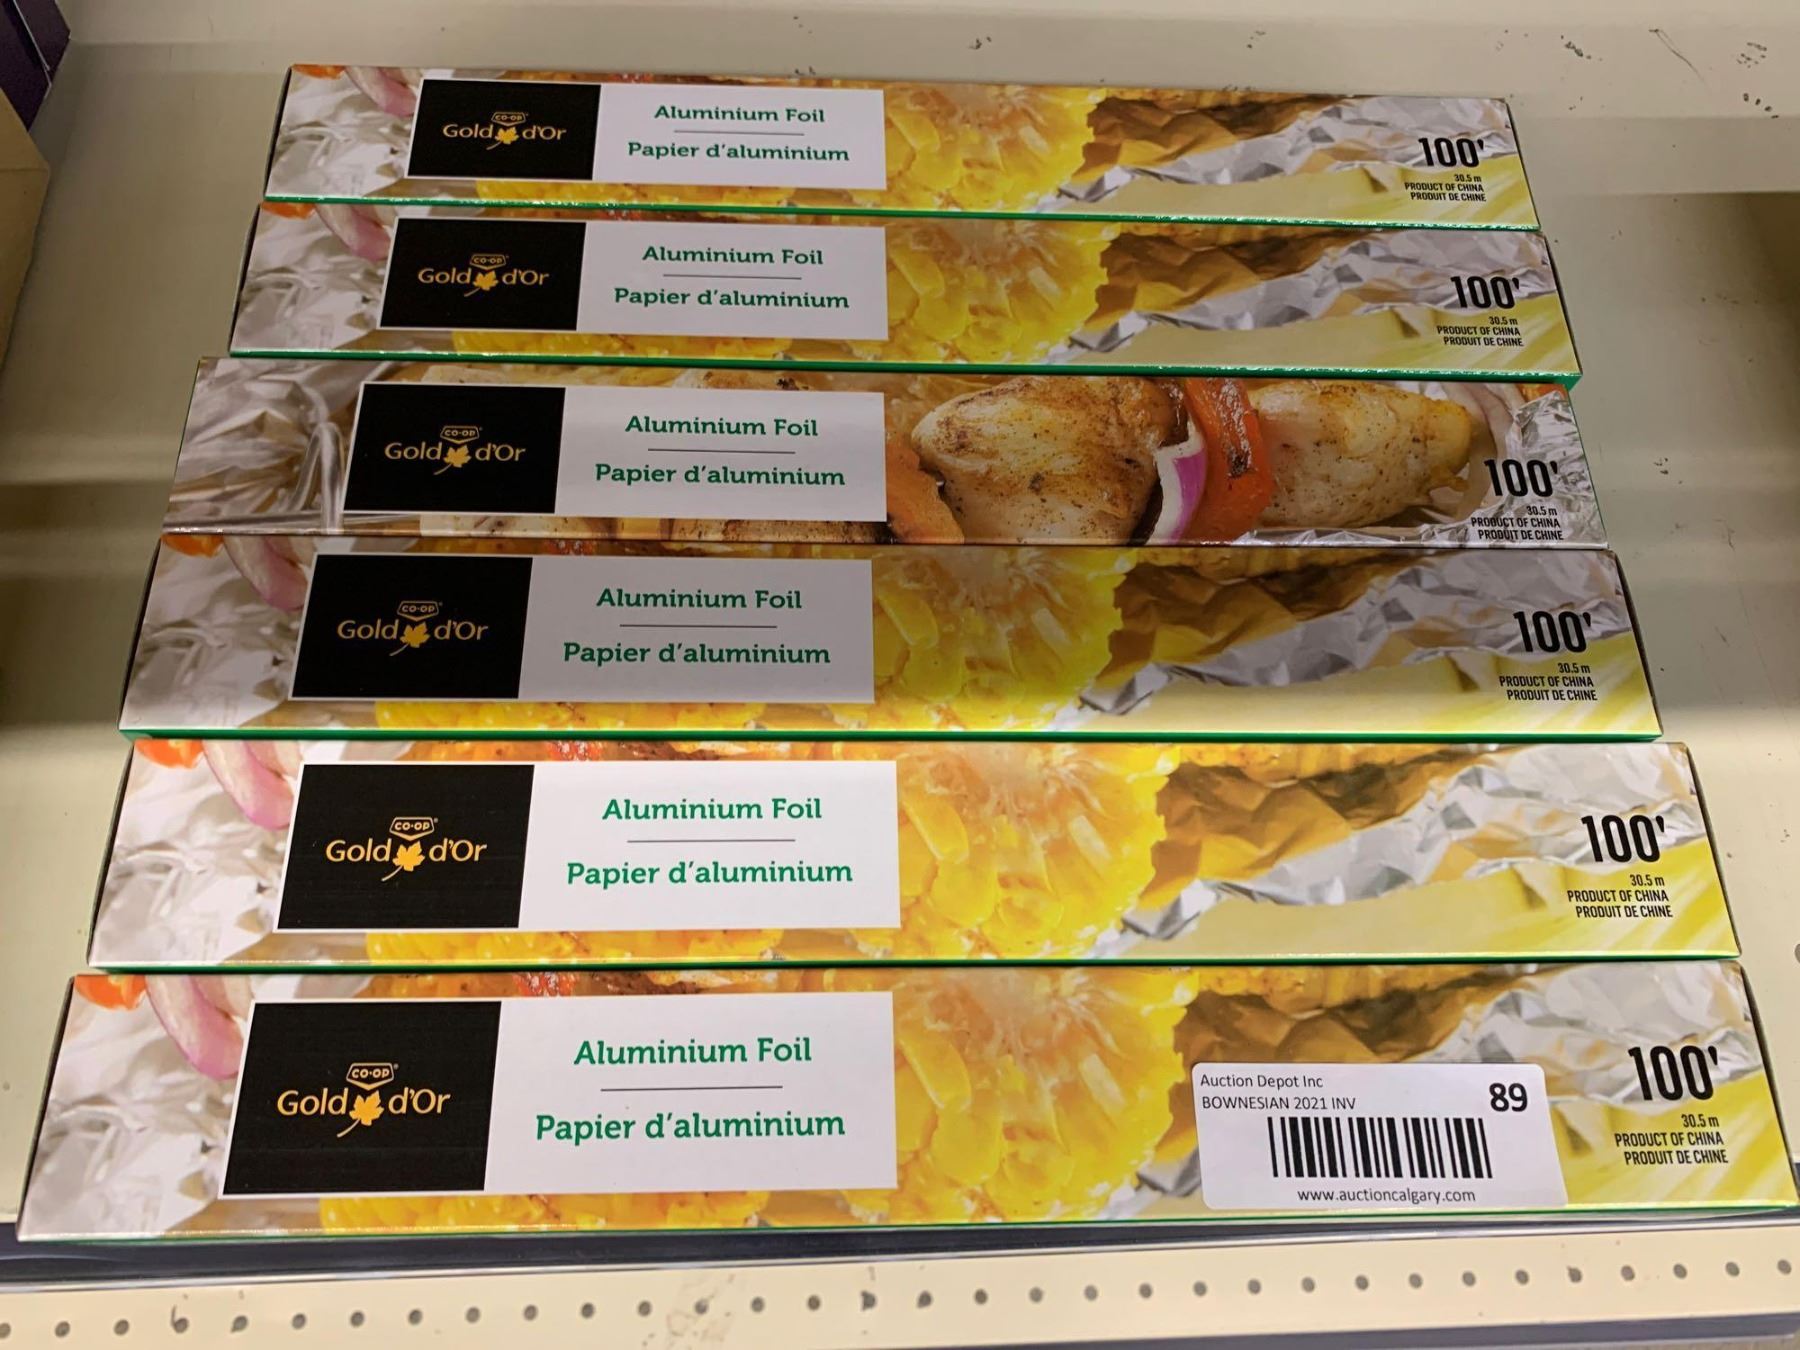 CO-OP
Gold d'Or
Aluminium Foil
Papier d'aluminium
100'
30.5 m
PRODUCT OF CHINA
PRODUIT DE CHINE
CO-OP
Gold d'Or
Aluminium Foil
Papier d'aluminium
100'
30.5 m
PRODUCT OF CHINA
PRODUIT DE CHINE
CO-OP
Gold d'Or
Aluminium Foil
Papier d'aluminium
100'
30.5 m
PRODUCT OF CHINA
PRODUIT DE CHINE
CO-OP
Gold d'Or
Aluminium Foil
Papier d'aluminium
100'
30.5 m
PRODUCT OF CHINA
PRODUIT DE CHINE
CO-OP
Gold d'Or
Aluminium Foil
Papier d'aluminium
100'
30.5 m
PRODUCT OF CHINA
PRODUIT DE CHINE
CO-OP®
Gold d'Or
Aluminium Foil
Papier d'aluminium
Auction Depot Inc
BOWNESIAN 2021 INV
89
www.auctioncalgary.com
100'
30.5 m
PRODUCT OF CHINA
PRODUIT DE CHINE